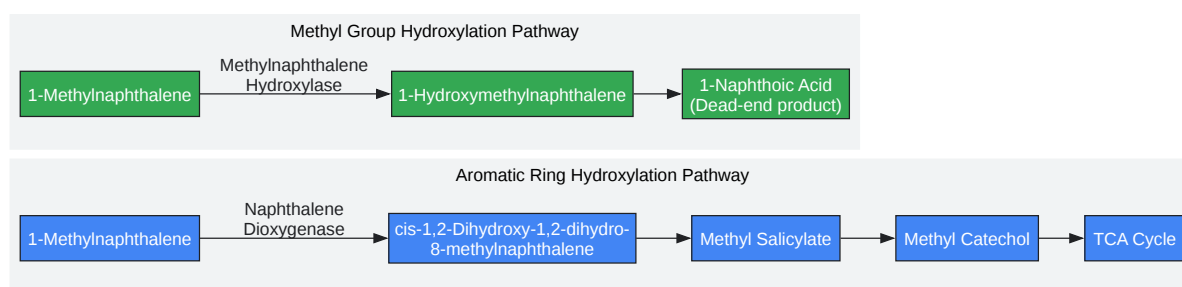 Methyl Group Hydroxylation Pathway
1-Methylnaphthalene
Methylnaphthalene
Hydroxylase
1-Hydroxymethylnaphthalene
1-Naphthoic Acid
(Dead-end product)
Aromatic Ring Hydroxylation Pathway
1-Methylnaphthalene
Naphthalene
Dioxygenase
cis-1,2-Dihydroxy-1,2-dihydro-
8-methylnaphthalene
Methyl Salicylate
Methyl Catechol
TCA Cycle